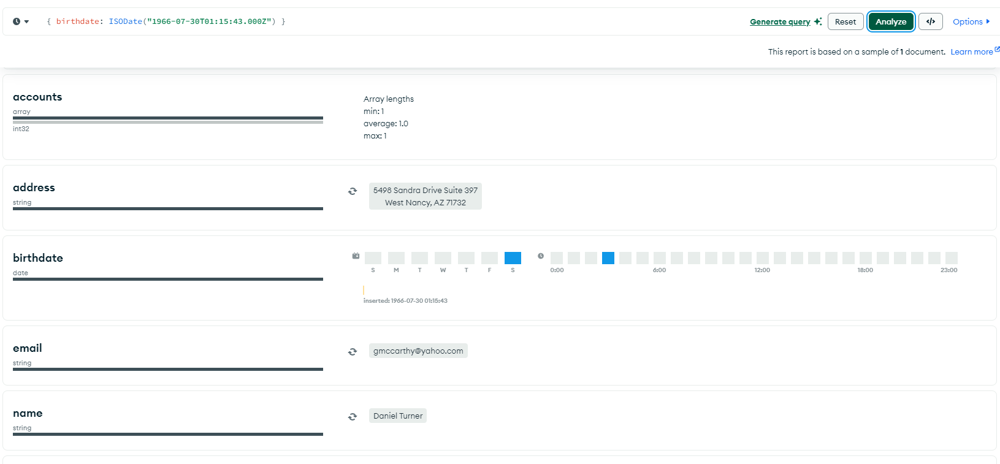 { birthdate: ISODate("1966-07-30T01:15:43.000Z") }
Generate query
Reset
Analyze
</>
Options
This report is based on a sample of 1 document. Learn more
accounts
array
int32
Array lengths
min: 1
average: 1.0
max: 1
address
string
5498 Sandra Drive Suite 397
West Nancy, AZ 71732
birthdate
date
S M T W T F S
0:00 6:00 12:00 18:00 23:00
inserted: 1966-07-30 01:15:43
email
string
gmccarthy@yahoo.com
name
string
Daniel Turner